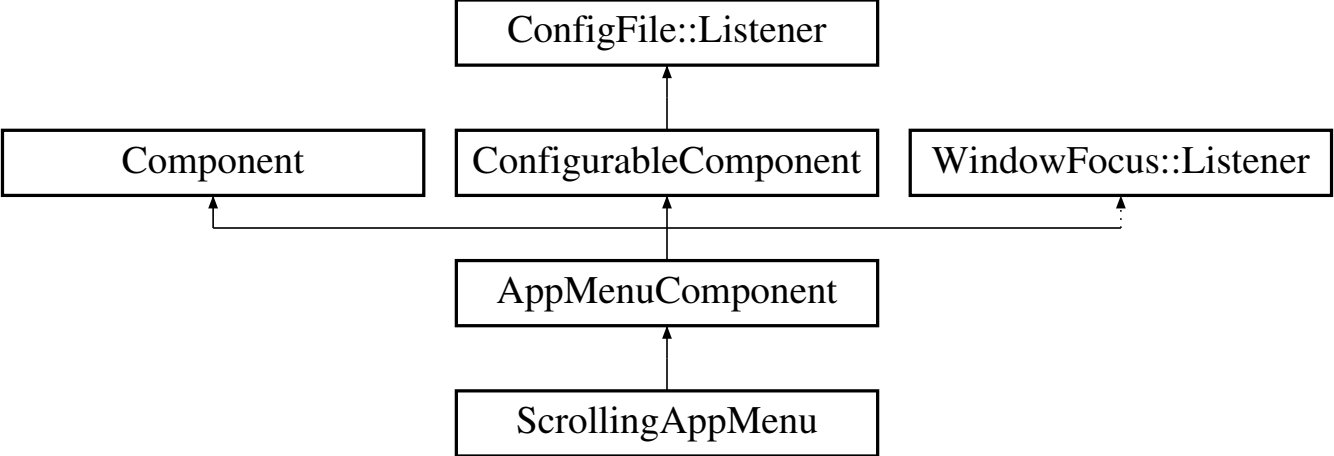 ConfigFile::Listener
Component
ConfigurableComponent
WindowFocus::Listener
AppMenuComponent
ScrollingAppMenu